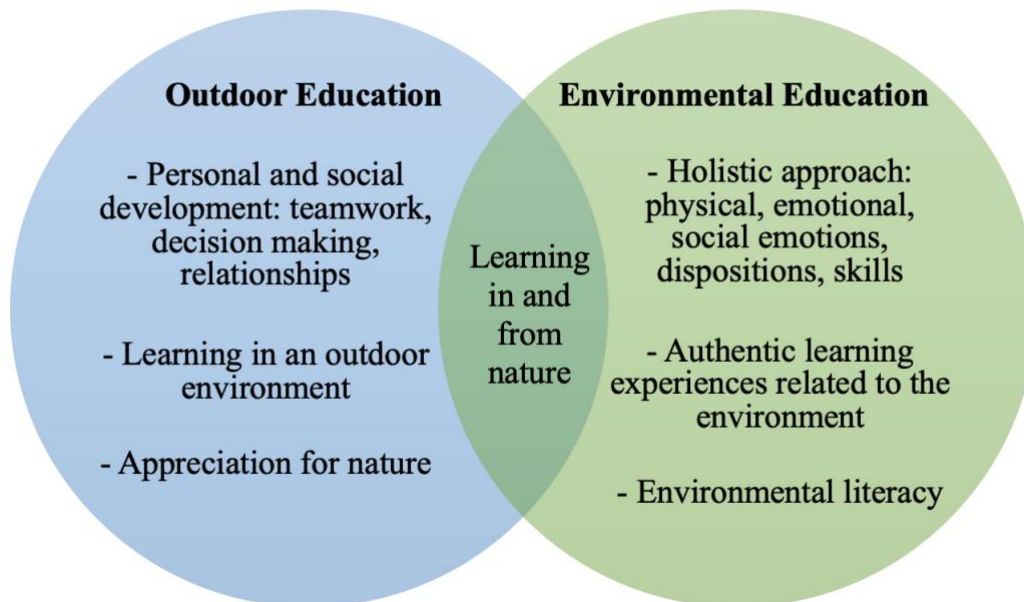 Outdoor Education
- Personal and social
development: teamwork,
decision making,
relationships
- Learning in an outdoor
environment
- Appreciation for nature
Learning
in and
from
nature
Environmental Education
- Holistic approach:
physical, emotional,
social emotions,
dispositions, skills
- Authentic learning
experiences related to the
environment
- Environmental literacy